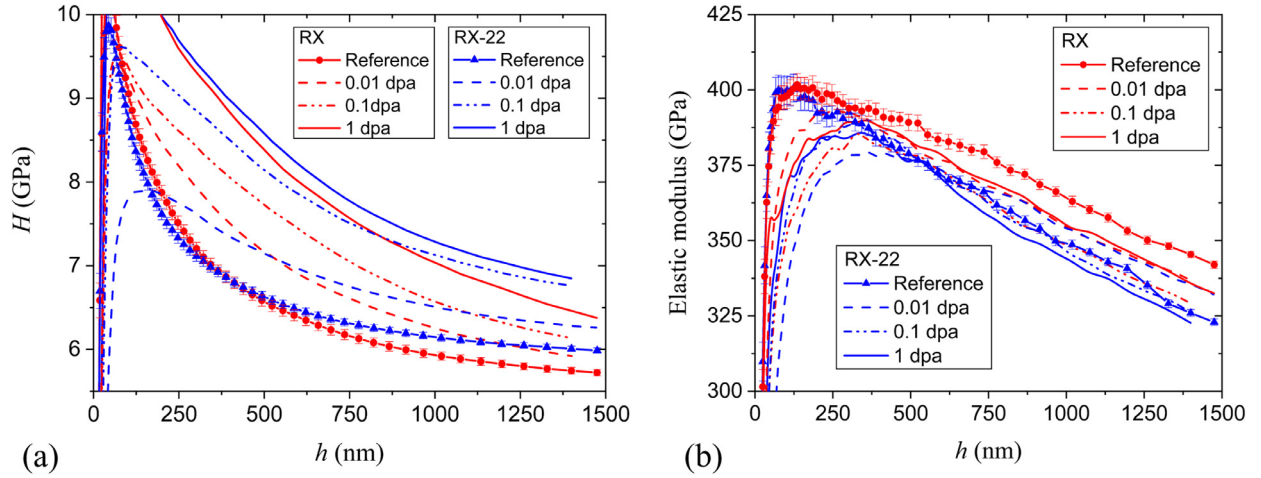 10
9
8
7
6
H (GPa)
0 250 500 750 1000 1250 1500
h (nm)
(a)
RX
Reference
0.01 dpa
0.1dpa
1 dpa
RX-22
Reference
0.01 dpa
0.1 dpa
1 dpa
425
400
375
350
325
300
Elastic modulus (GPa)
0 250 500 750 1000 1250 1500
h (nm)
(b)
RX
Reference
0.01 dpa
0.1 dpa
1 dpa
RX-22
Reference
0.01 dpa
0.1 dpa
1 dpa